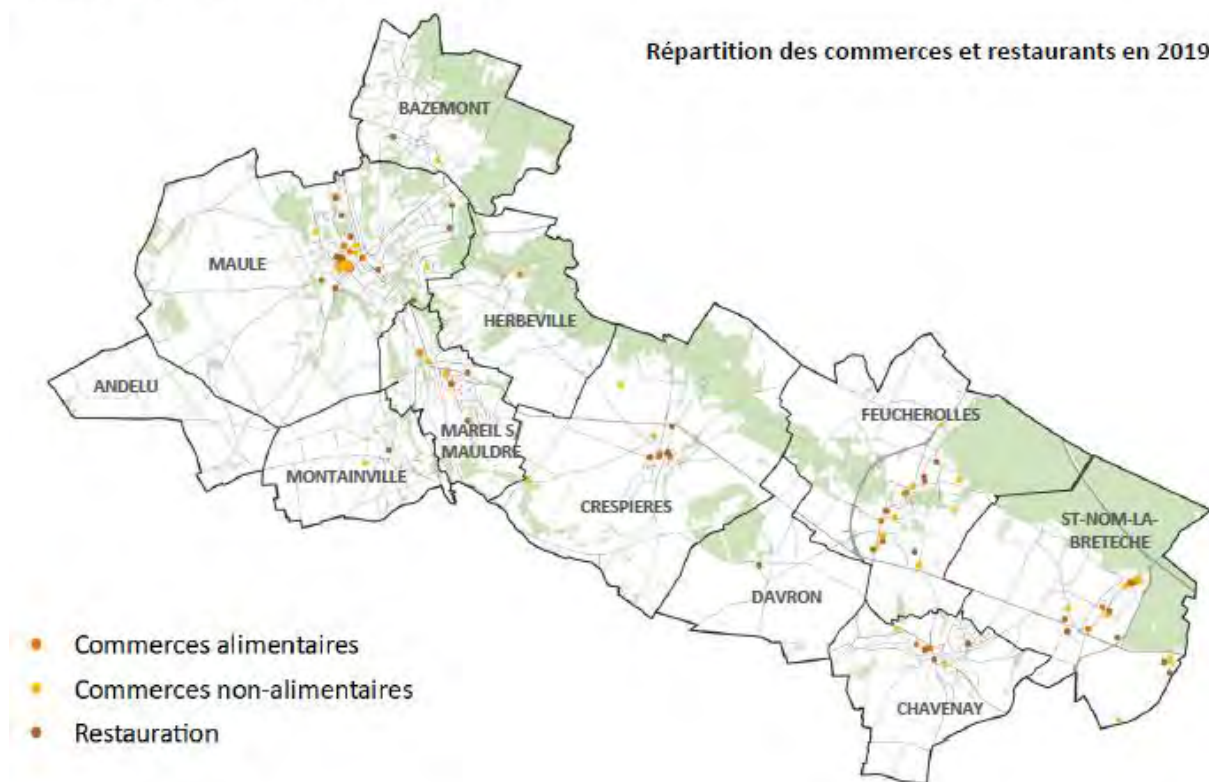 Répartition des commerces et restaurants en 2019
BAZEMONT
MAULE
HERBEVILLE
ANDELU
FEUCHEROLLES
MAREIL S/
MAULDRE
MONTAINVILLE
CRESPIERES
ST-NOM-LA-
BRETECHE
DAVRON
CHAVENAY
Commerces alimentaires
Commerces non-alimentaires
Restauration